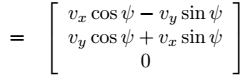 = [ v_x cos ψ − v_y sin ψ
v_y cos ψ + v_x sin ψ
0 ]